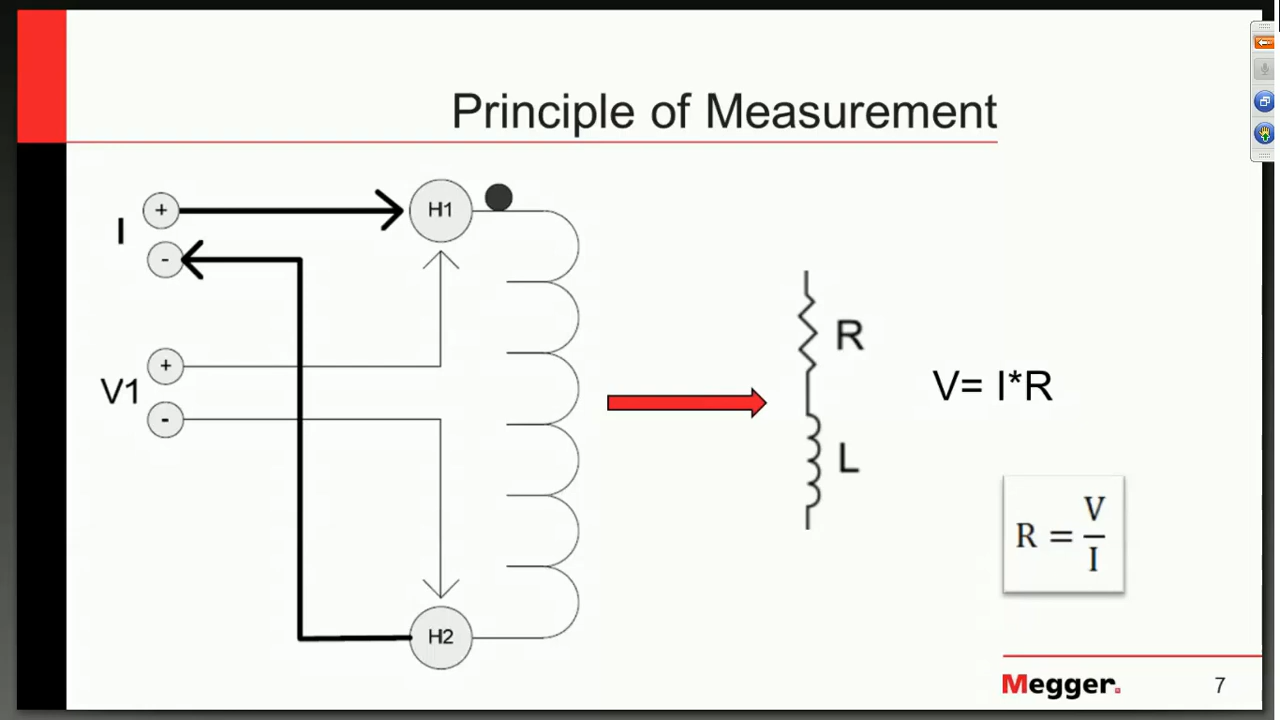 Principle of Measurement
I
+
-
H1
V1
+
-
H2
R
L
V= I*R
R = V/I
Megger.
7